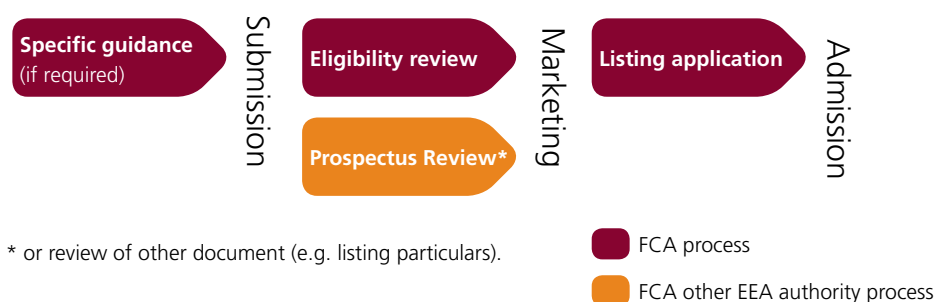 Specific guidance
(if required)
Submission
Eligibility review
Prospectus Review*
Marketing
Listing application
Admission
* or review of other document (e.g. listing particulars).
FCA process
FCA other EEA authority process